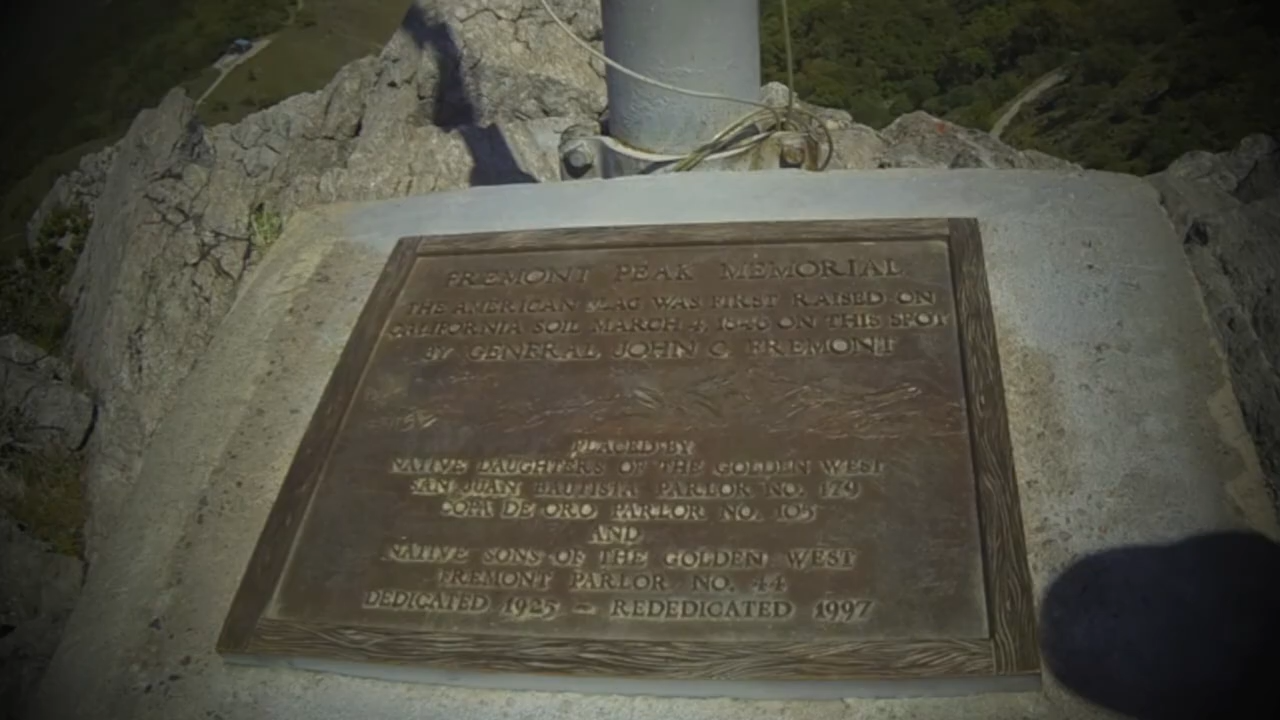 FREMONT PEAK MEMORIAL
THE AMERICAN FLAG WAS FIRST RAISED ON
CALIFORNIA SOIL MARCH 4, 1846 ON THIS SPOT
BY GENERAL JOHN C. FREMONT
PLACED BY
NATIVE DAUGHTERS OF THE GOLDEN WEST
SAN JUAN BAUTISTA PARLOR NO. 179
COPA DE ORO PARLOR NO. 105
AND
NATIVE SONS OF THE GOLDEN WEST
FREMONT PARLOR NO. 44
DEDICATED 1925 – REDEDICATED 1997